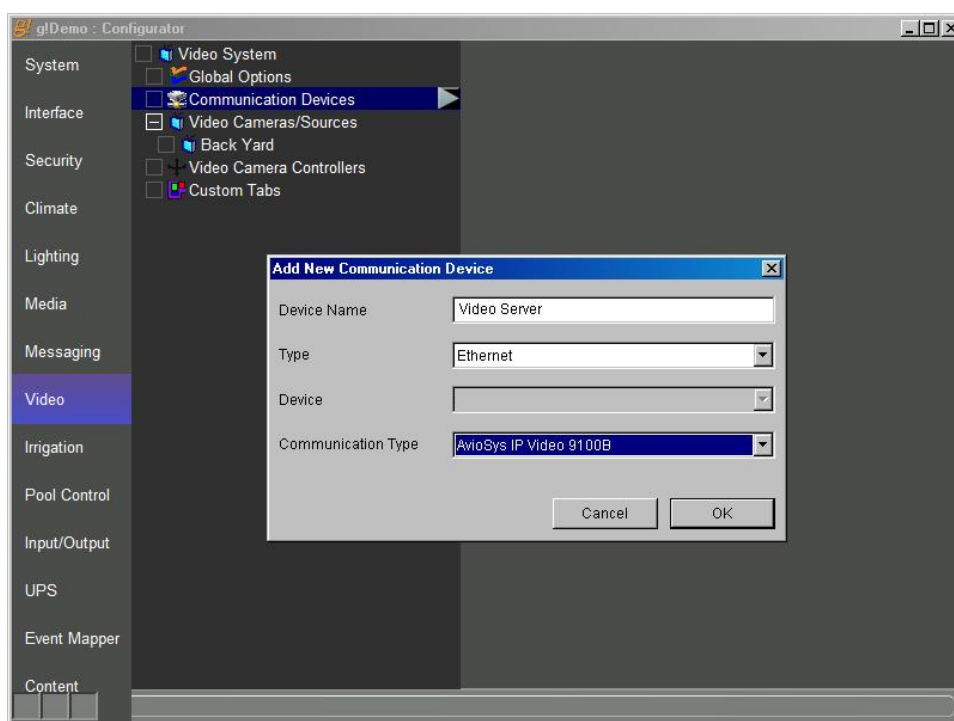 g!Demo : Configurator
System
Interface
Security
Climate
Lighting
Media
Messaging
Video
Irrigation
Pool Control
Input/Output
UPS
Event Mapper
Content
Video System
Global Options
Communication Devices
Video Cameras/Sources
Back Yard
Video Camera Controllers
Custom Tabs
Add New Communication Device
Device Name
Video Server
Type
Ethernet
Device
Communication Type
AvioSys IP Video 9100B
Cancel
OK